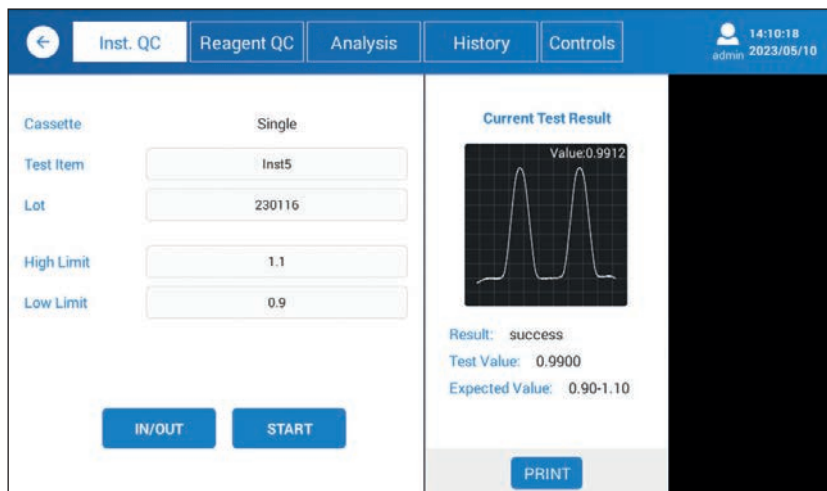 Inst. QC
Reagent QC
Analysis
History
Controls
14:10:18
admin 2023/05/10
Cassette Single
Test Item Inst5
Lot 230116
High Limit 1.1
Low Limit 0.9
IN/OUT START
Current Test Result
Value:0.9912
Result: success
Test Value: 0.9900
Expected Value: 0.90-1.10
PRINT